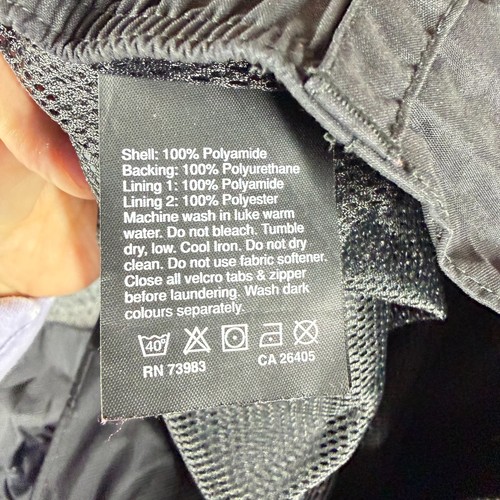 Shell: 100% Polyamide
Backing: 100% Polyurethane
Lining 1: 100% Polyamide
Lining 2: 100% Polyester
Machine wash in luke warm
water. Do not bleach. Tumble
dry, low. Cool Iron. Do not dry
clean. Do not use fabric softener.
Close all velcro tabs & zipper
before laundering. Wash dark
colours separately.
40°
RN 73983 CA 26405